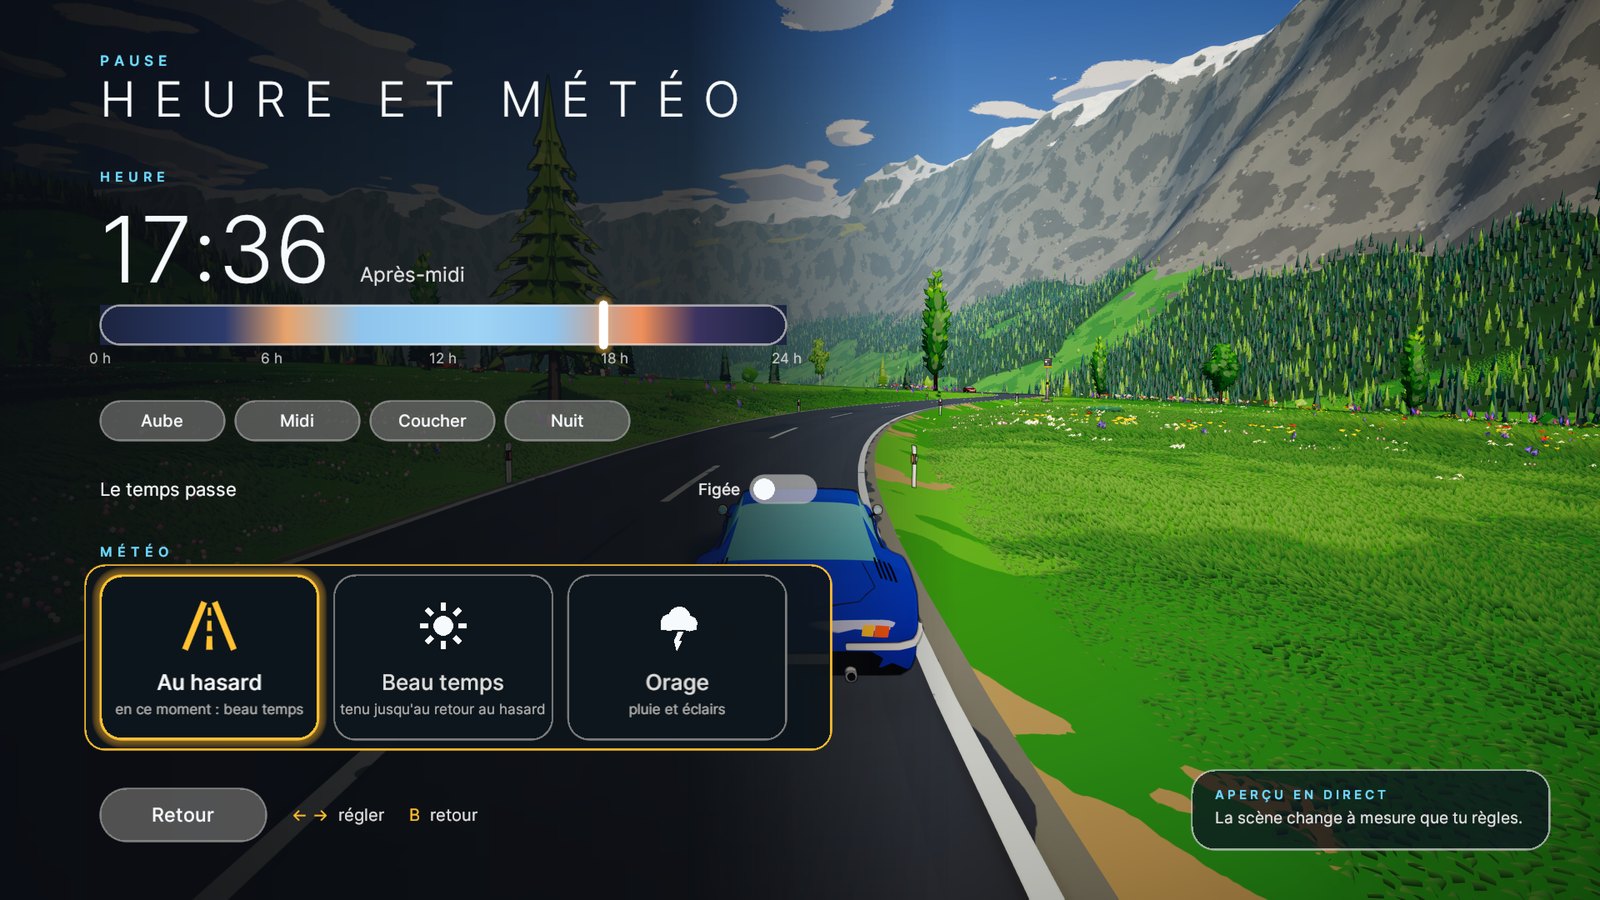 PAUSE
HEURE ET MÉTÉO
HEURE
17:36 Après-midi
0 h 6 h 12 h 18 h 24 h
Aube Midi Coucher Nuit
Le temps passe Figée
MÉTÉO
Au hasard
en ce moment : beau temps
Beau temps
tenu jusqu'au retour au hasard
Orage
pluie et éclairs
Retour ← → régler B retour
APERÇU EN DIRECT
La scène change à mesure que tu règles.